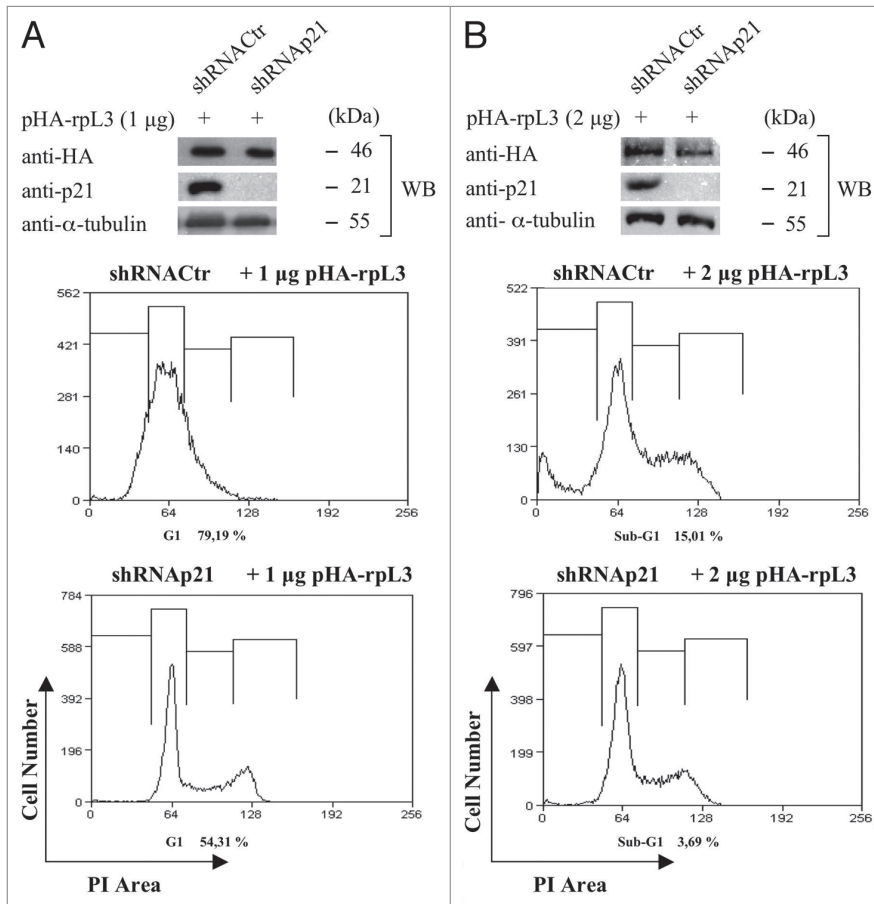 A
shRNACtr
shRNAp21
pHA-rpL3 (1 µg) + + (kDa)
anti-HA – 46
anti-p21 – 21
anti-α-tubulin – 55
WB
shRNACtr + 1 µg pHA-rpL3
562
421
281
140
0
0 64 128 192 256
G1 79,19 %
shRNAp21 + 1 µg pHA-rpL3
784
588
392
196
0
0 64 128 192 256
G1 54,31 %
Cell Number
PI Area
B
shRNACtr
shRNAp21
pHA-rpL3 (2 µg) + + (kDa)
anti-HA – 46
anti-p21 – 21
anti- α-tubulin – 55
WB
shRNACtr + 2 µg pHA-rpL3
522
391
261
130
0
0 64 128 192 256
Sub-G1 15,01 %
shRNAp21 + 2 µg pHA-rpL3
796
597
398
199
0
0 64 128 192 256
Sub-G1 3,69 %
Cell Number
PI Area